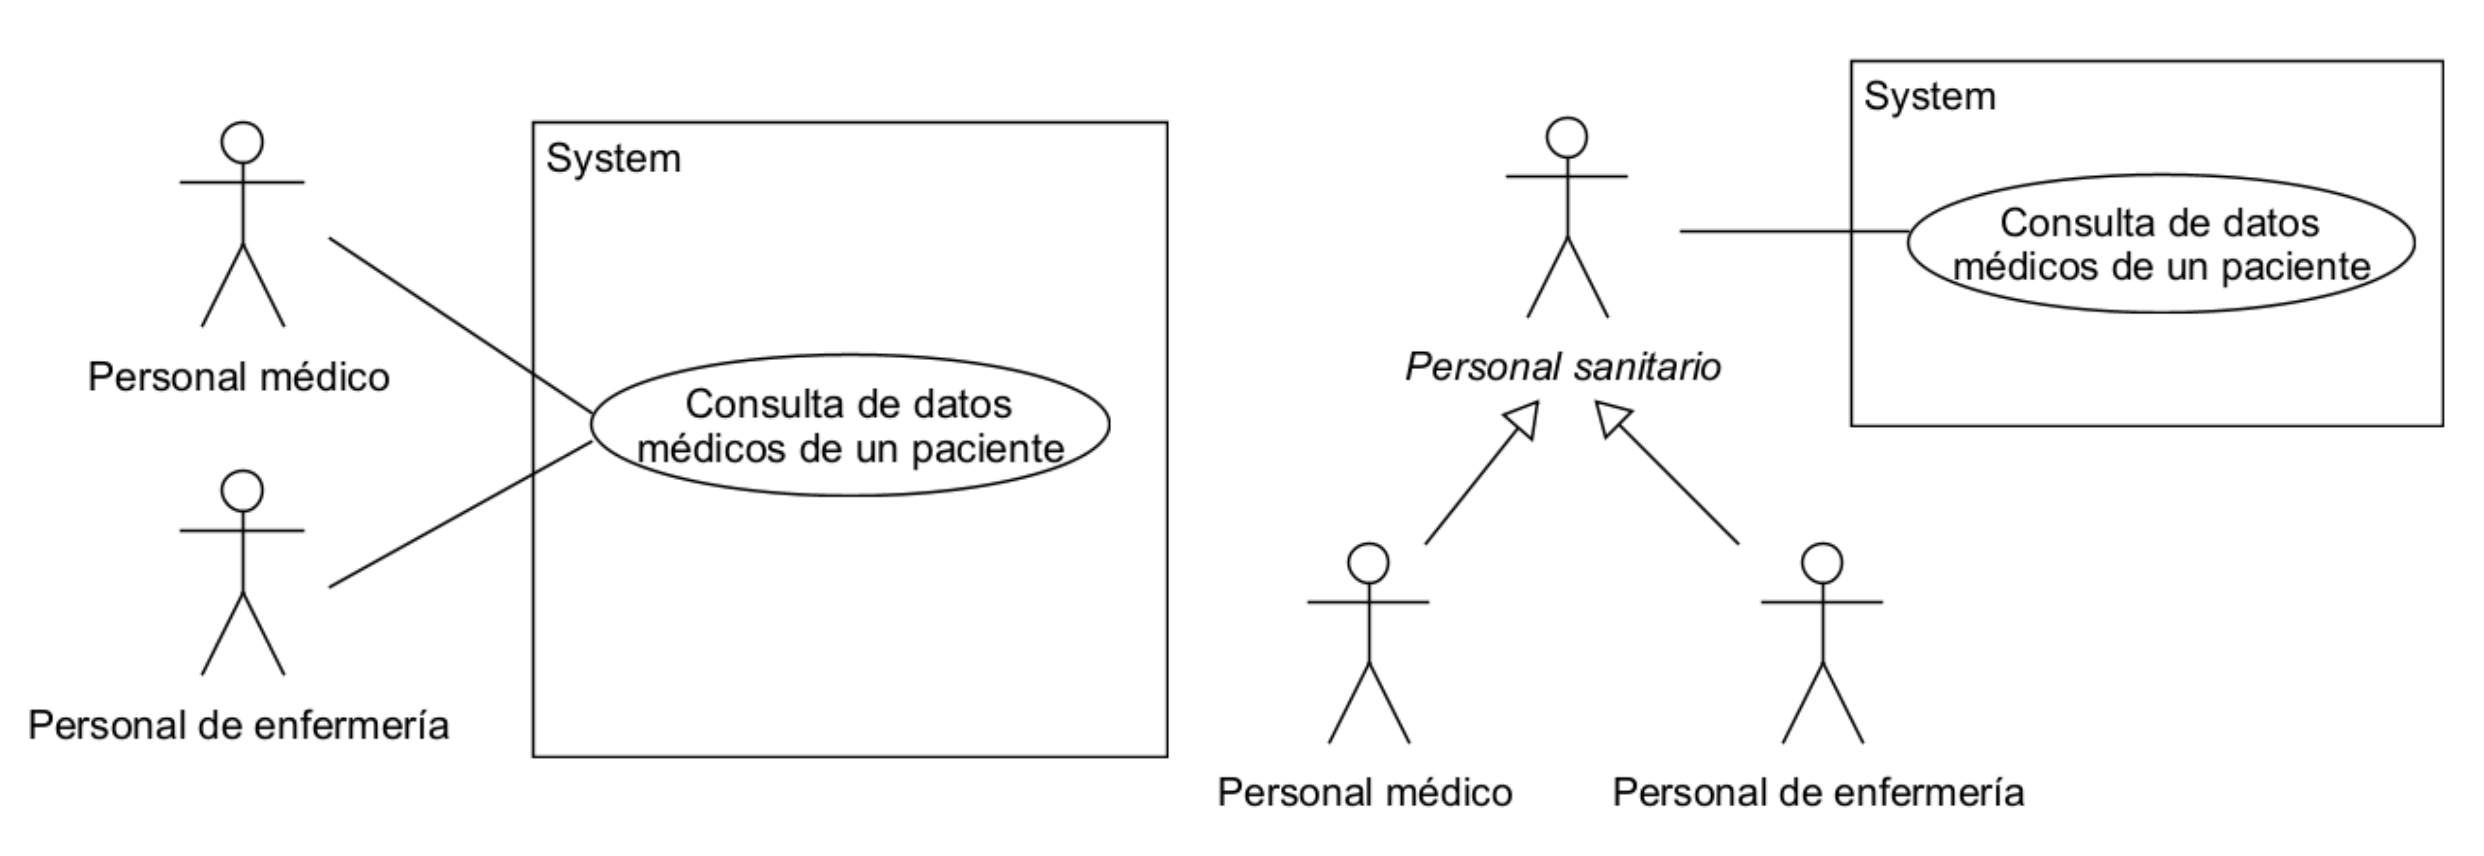 System
Personal médico
Consulta de datos
médicos de un paciente
Personal de enfermería
System
Consulta de datos
médicos de un paciente
Personal sanitario
Personal médico
Personal de enfermería